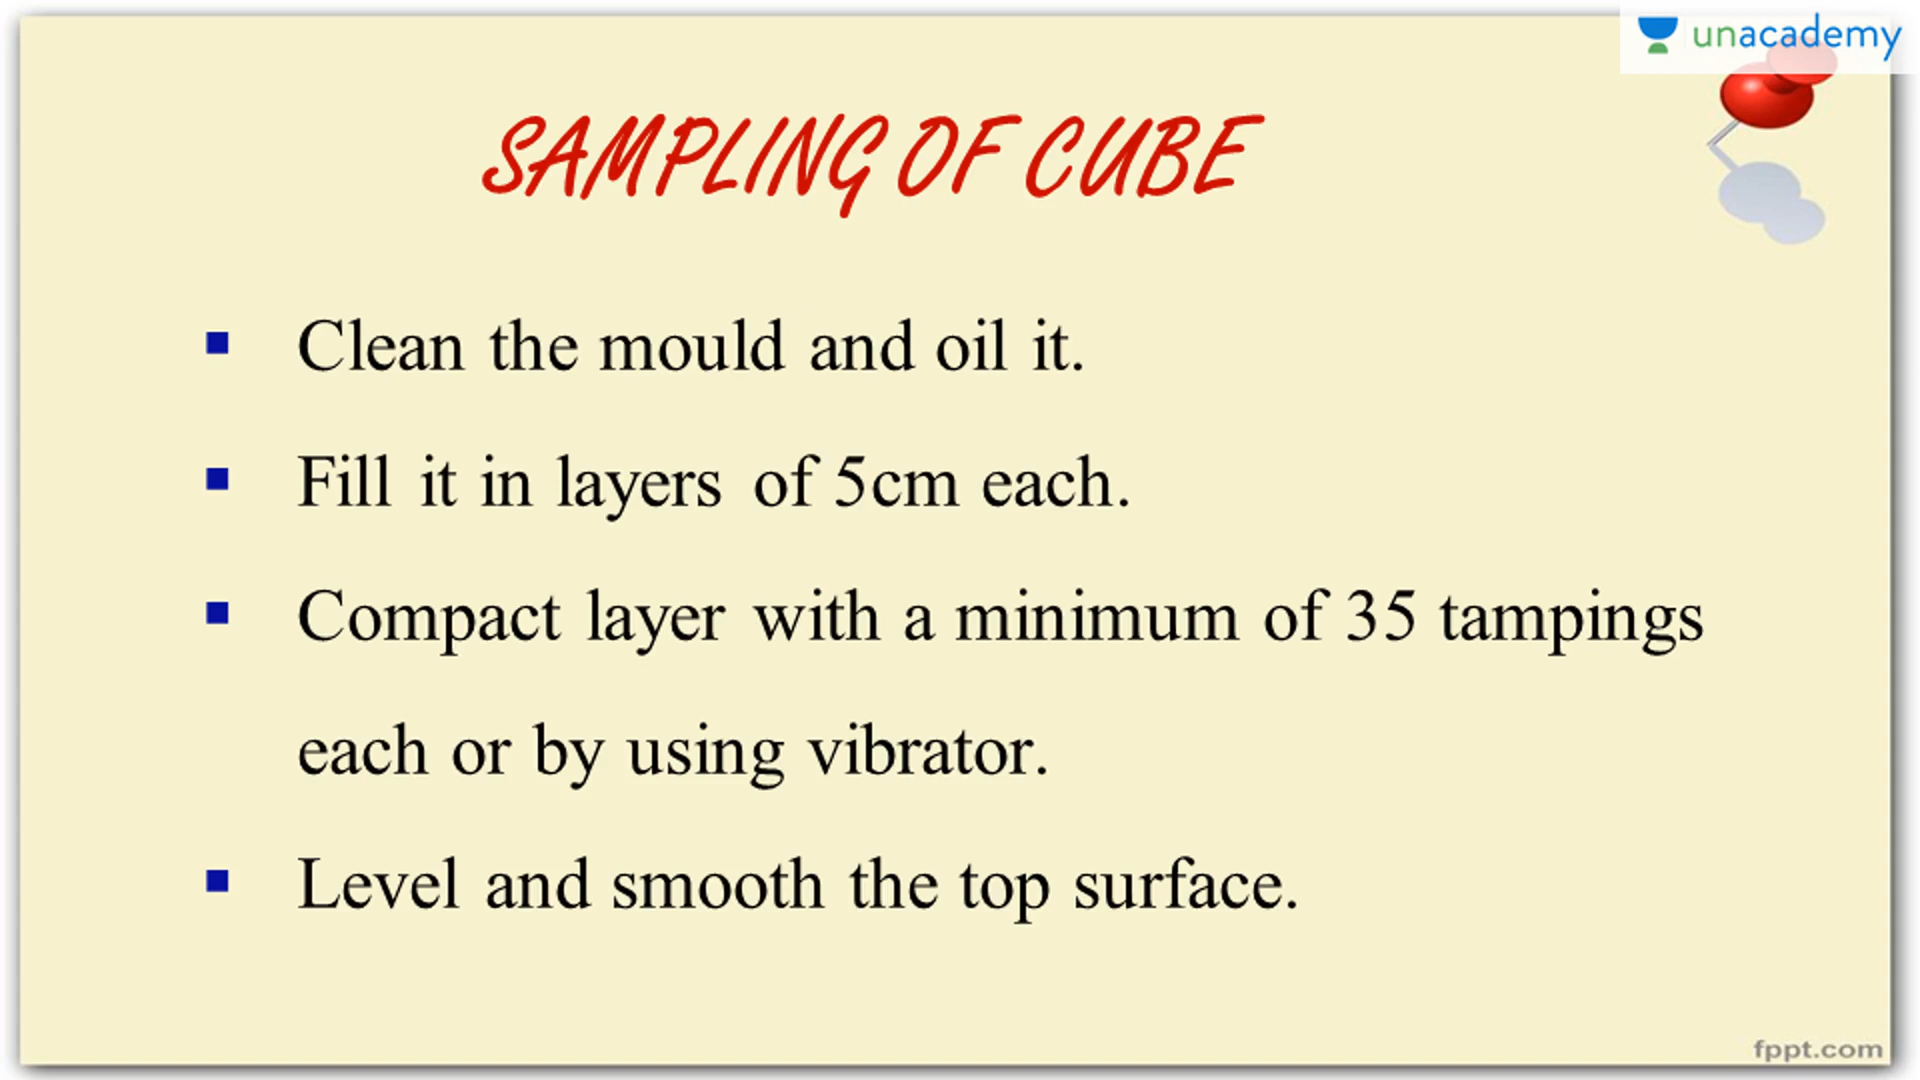 unacademy
SAMPLING OF CUBE
▪ Clean the mould and oil it.
▪ Fill it in layers of 5cm each.
▪ Compact layer with a minimum of 35 tampings
each or by using vibrator.
▪ Level and smooth the top surface.
fppt.com